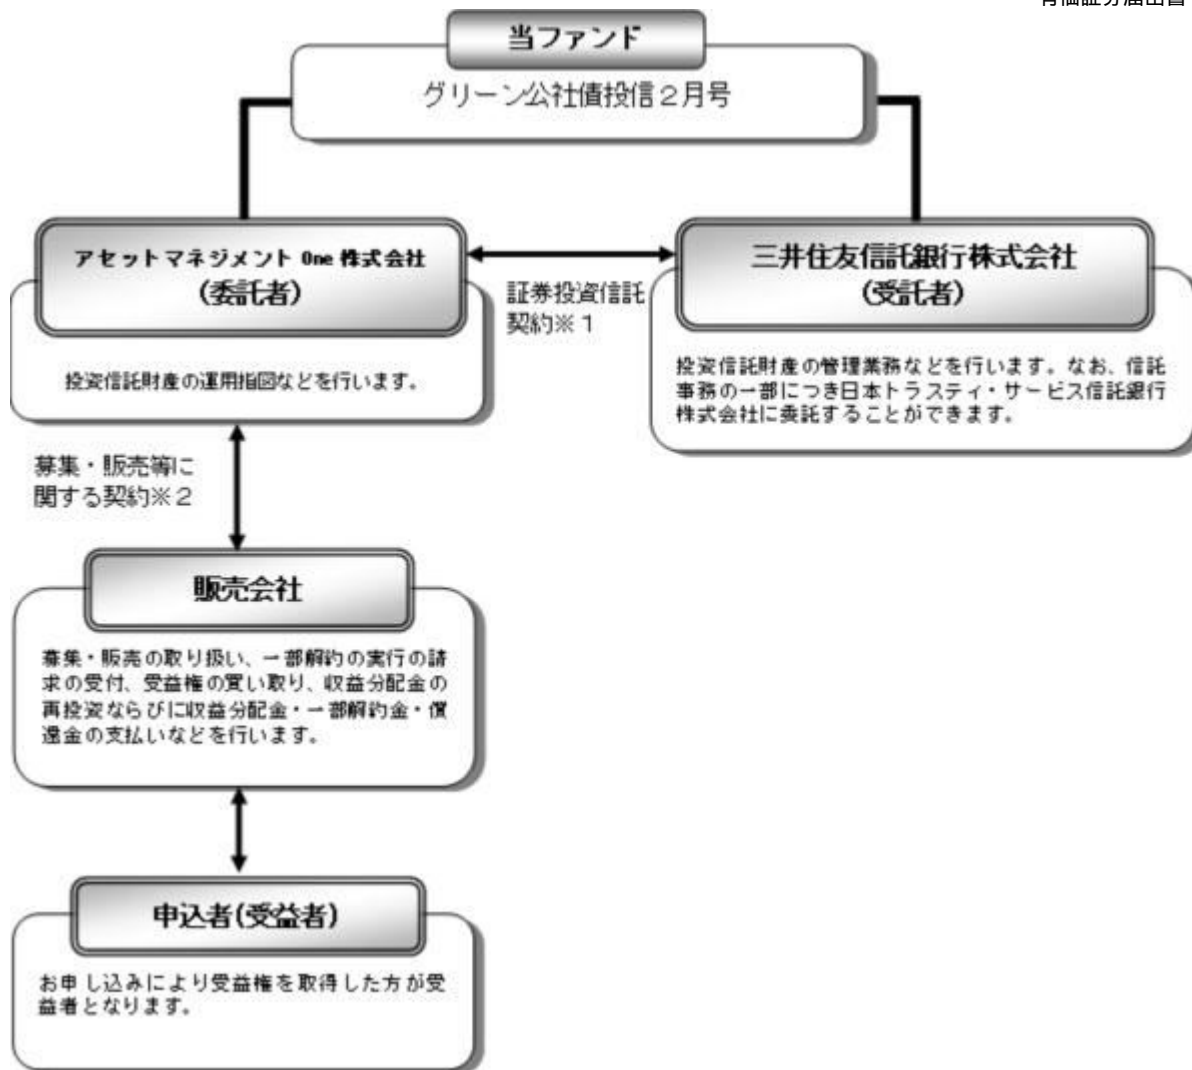 有価証券届出書
当ファンド
グリーン公社債投信２月号
アセットマネジメント One 株式会社
(委託者)
投資信託財産の運用指図などを行います。
証券投資信託
契約※１
三井住友信託銀行株式会社
(受託者)
投資信託財産の管理業務などを行います。なお、信託
事務の一部につき日本トラスティ・サービス信託銀行
株式会社に委託することができます。
募集・販売等に
関する契約※２
販売会社
募集・販売の取り扱い、一部解約の実行の請
求の受付、受益権の買い取り、収益分配金の
再投資ならびに収益分配金・一部解約金・償
還金の支払いなどを行います。
申込者(受益者)
お申し込みにより受益権を取得した方が受
益者となります。